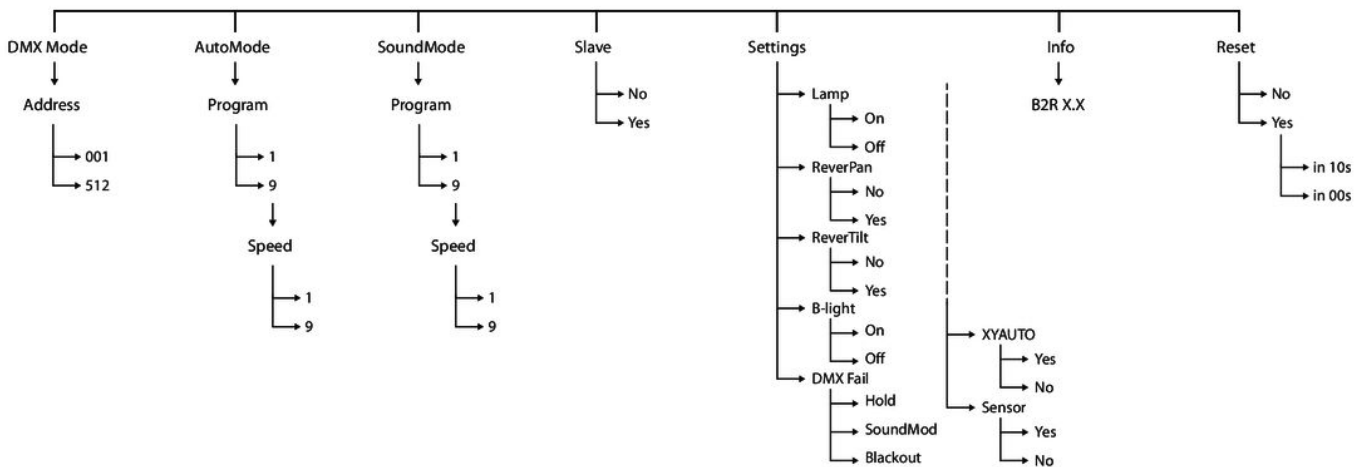 DMX Mode
Address
001
512
AutoMode
Program
1
9
Speed
1
9
SoundMode
Program
1
9
Speed
1
9
Slave
No
Yes
Settings
Lamp
On
Off
ReverPan
No
Yes
ReverTilt
No
Yes
B-light
On
Off
DMX Fail
Hold
SoundMod
Blackout
XYAUTO
Yes
No
Sensor
Yes
No
Info
B2R X.X
Reset
No
Yes
in 10s
in 00s